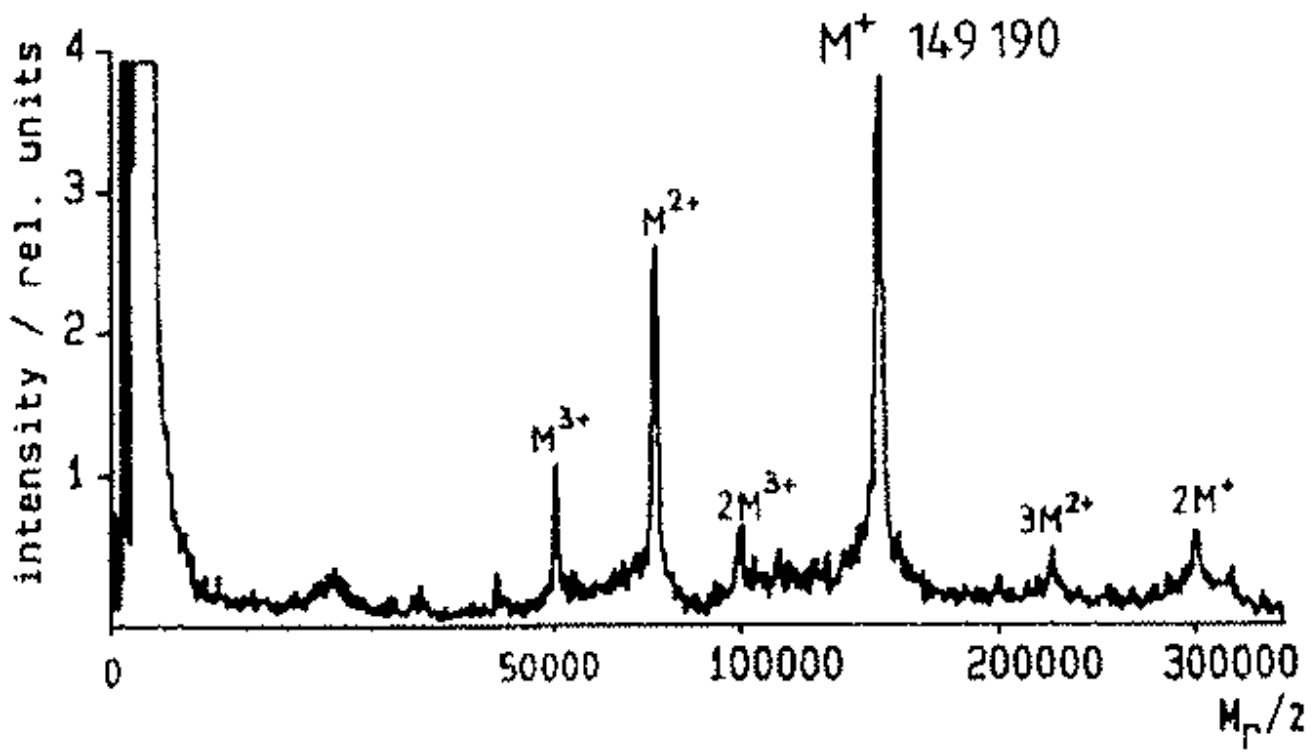 M⁺ 149 190
4
3
2
1
intensity / rel. units
M³⁺
M²⁺
2M³⁺
3M²⁺
2M⁺
0 50000 100000 200000 300000
Mr/2